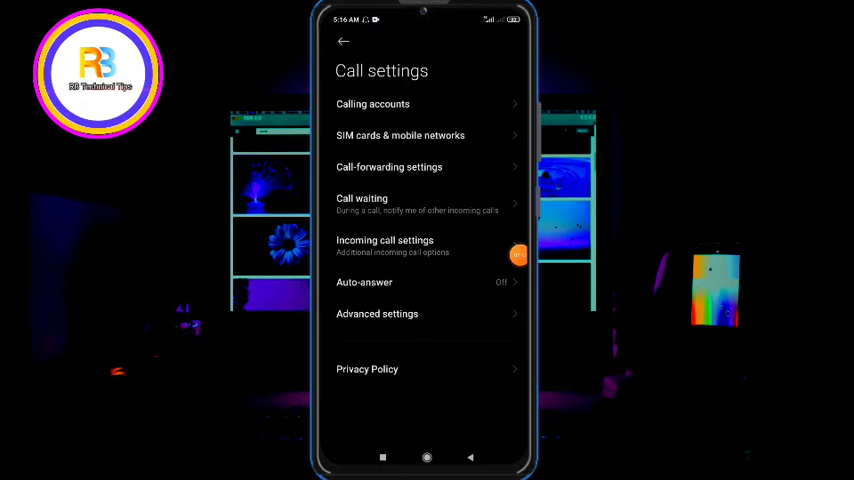 RB
RB Technical Tips
5:16 AM
Call settings
Calling accounts
SIM cards & mobile networks
Call-forwarding settings
Call waiting
During a call, notify me of other incoming calls
Incoming call settings
Additional incoming call options
Auto-answer Off
Advanced settings
Privacy Policy